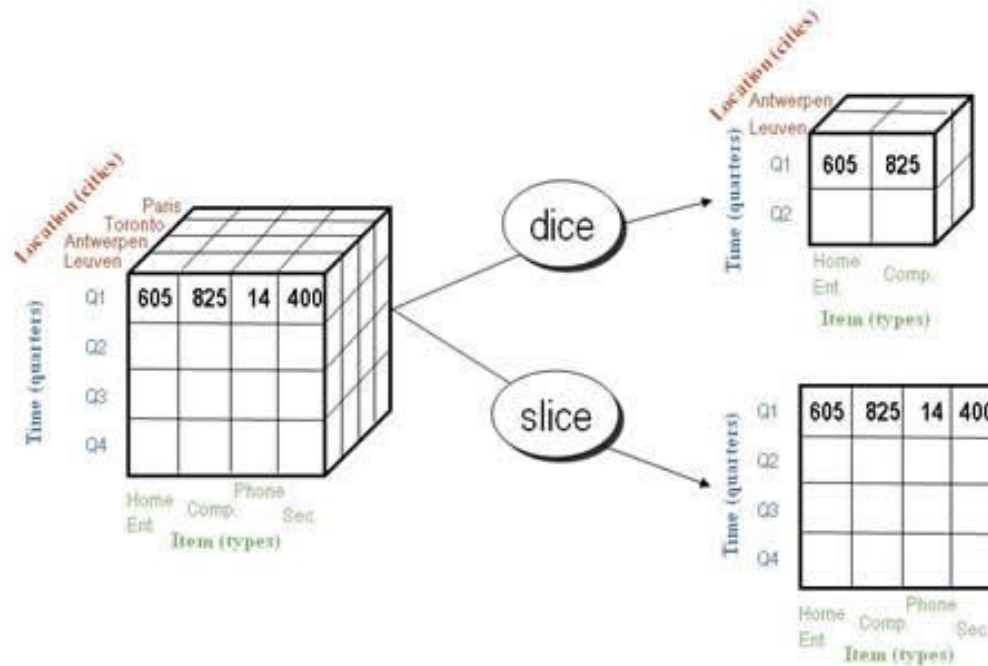 Location (cities)
Paris
Toronto
Antwerpen
Leuven
Time (quarters)
Q1
605 825 14 400
Q2
Q3
Q4
Home
Ent.
Comp.
Phone
Sec.
Item (types)
dice
slice
Location (cities)
Antwerpen
Leuven
Time (quarters)
Q1
605 825
Q2
Home
Ent.
Comp.
Item (types)
Time (quarters)
Q1
605 825 14 400
Q2
Q3
Q4
Home
Ent.
Comp.
Phone
Sec.
Item (types)